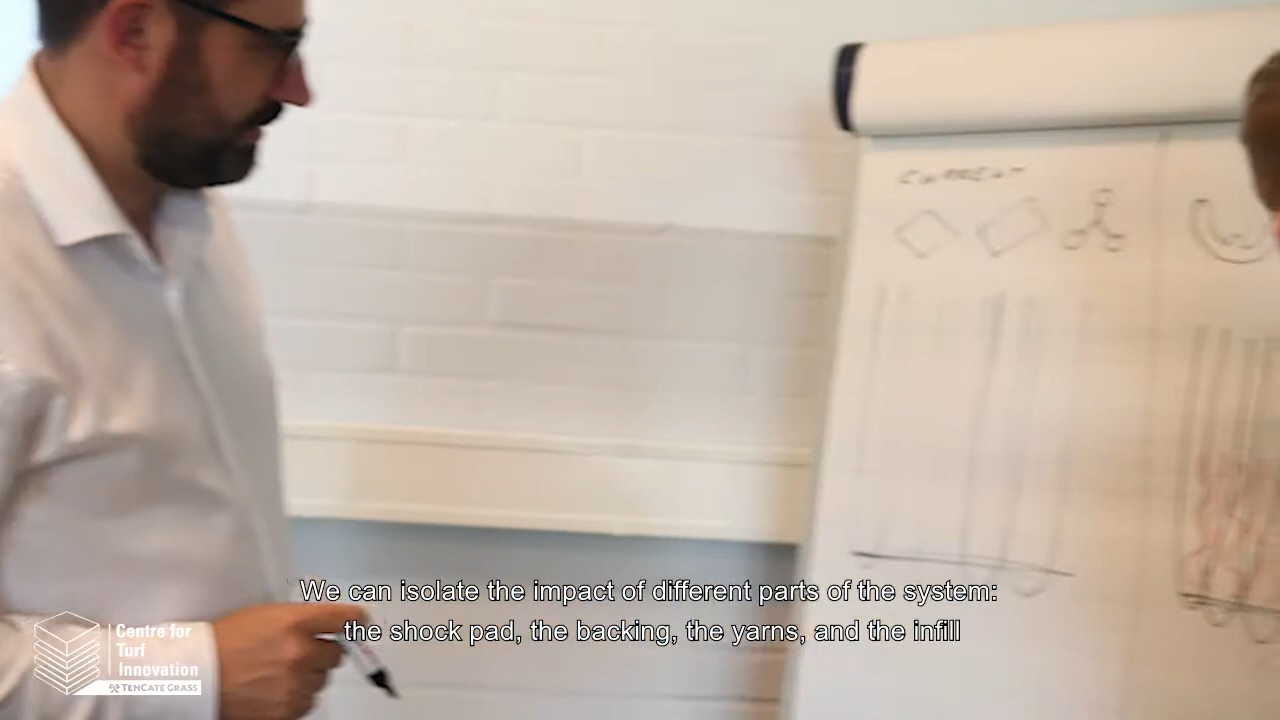 We can isolate the impact of different parts of the system:
the shock pad, the backing, the yarns, and the infill
Centre for
Turf
Innovation
TENCATE GRASS